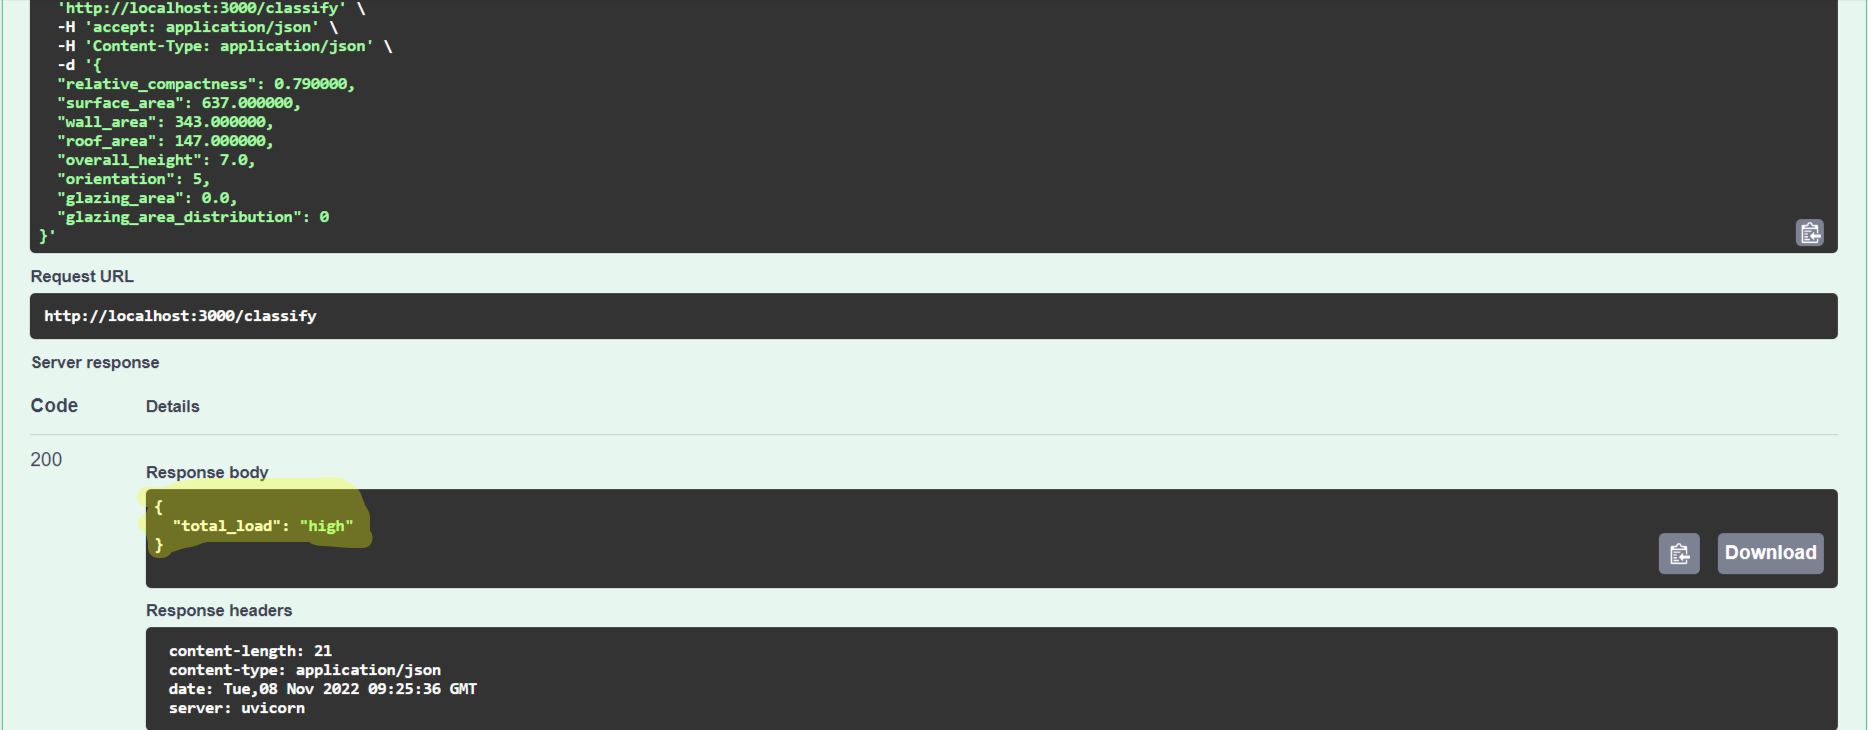 'http://localhost:3000/classify' \
-H 'accept: application/json' \
-H 'Content-Type: application/json' \
-d '{
"relative_compactness": 0.790000,
"surface_area": 637.000000,
"wall_area": 343.000000,
"roof_area": 147.000000,
"overall_height": 7.0,
"orientation": 5,
"glazing_area": 0.0,
"glazing_area_distribution": 0
}'
Request URL
http://localhost:3000/classify
Server response
Code Details
200
Response body
{
"total_load": "high"
}
Download
Response headers
content-length: 21
content-type: application/json
date: Tue,08 Nov 2022 09:25:36 GMT
server: uvicorn